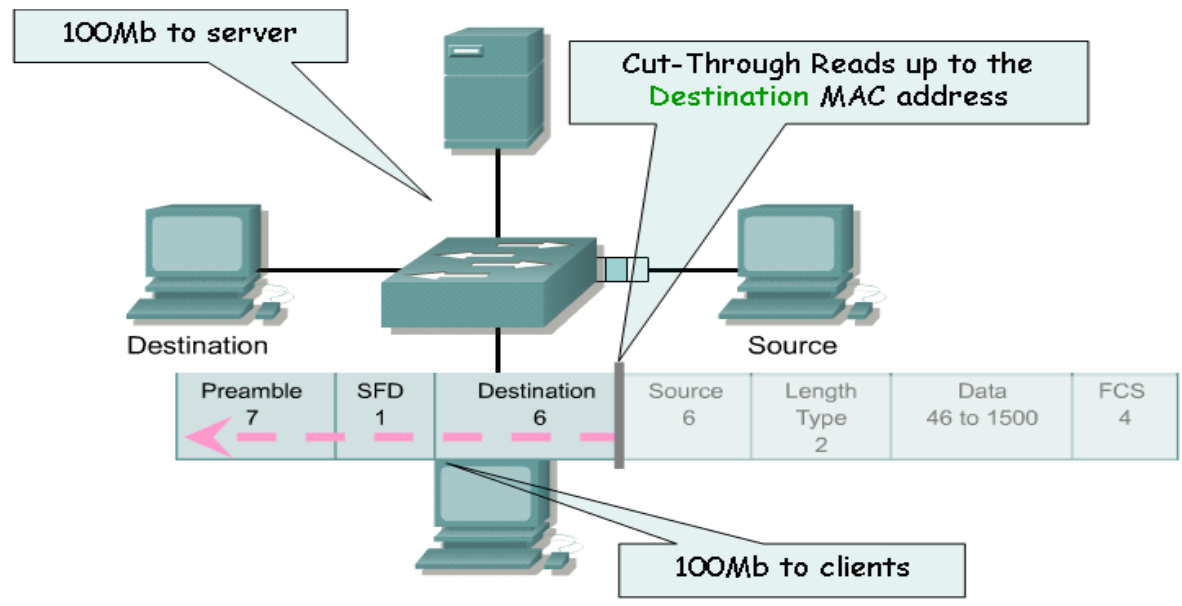 100Mb to server
Cut-Through Reads up to the
Destination MAC address
Destination
Source
Preamble
7
SFD
1
Destination
6
Source
6
Length
Type
2
Data
46 to 1500
FCS
4
100Mb to clients